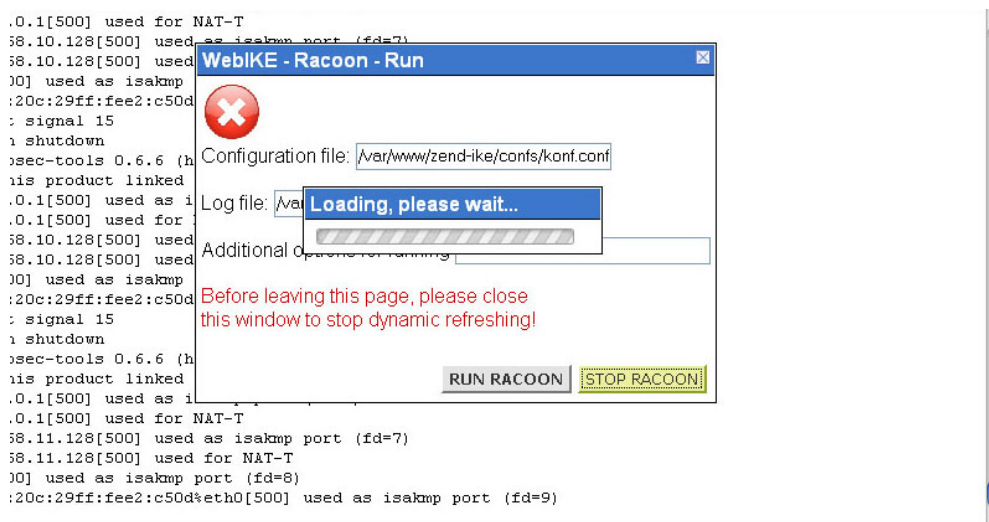 .0.1[500] used for NAT-T
58.10.128[500] used as isakmp port (fd=7)
58.10.128[500] used
WebIKE - Racoon - Run
00] used as isakmp
:20c:29ff:fee2:c50d
signal 15
shutdown
Configuration file: /var/www/zend-ike/confs/konf.conf
psec-tools 0.6.6 (h
his product linked
.0.1[500] used as i
Log file: /var
Loading, please wait...
.0.1[500] used for
58.10.128[500] used
58.10.128[500] used
Additional options for running
00] used as isakmp
:20c:29ff:fee2:c50d
Before leaving this page, please close
this window to stop dynamic refreshing!
signal 15
shutdown
psec-tools 0.6.6 (h
his product linked
RUN RACOON STOP RACOON
.0.1[500] used as i
.0.1[500] used for NAT-T
58.11.128[500] used as isakmp port (fd=7)
58.11.128[500] used for NAT-T
00] used as isakmp port (fd=8)
:20c:29ff:fee2:c50d%eth0[500] used as isakmp port (fd=9)